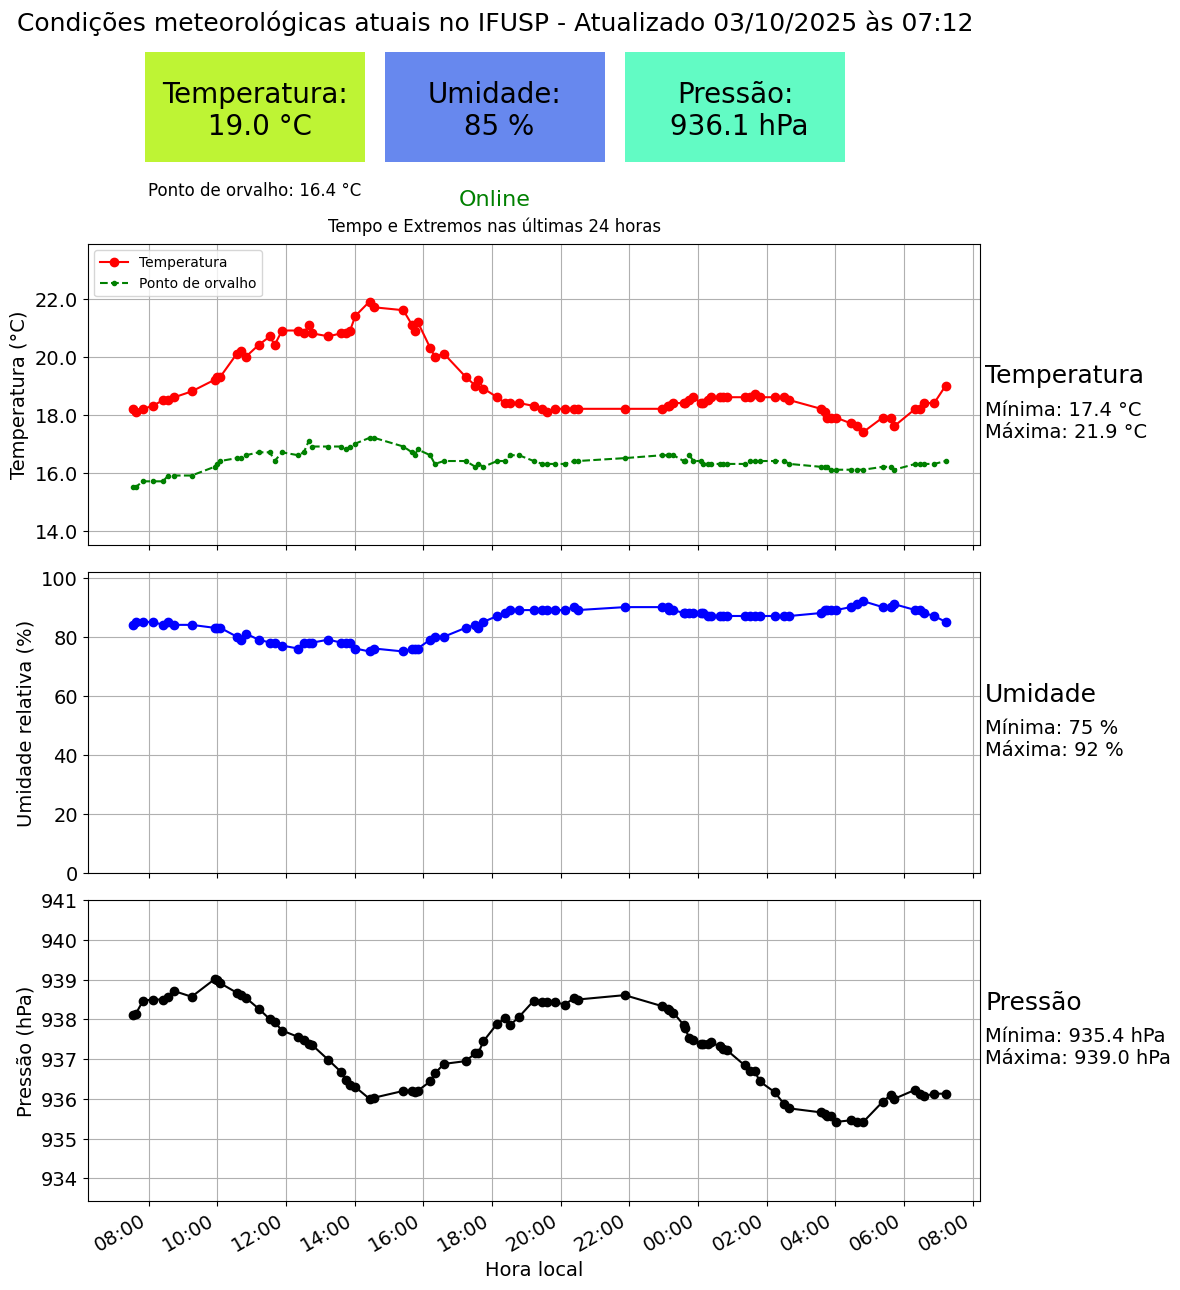 Condições meteorológicas atuais no IFUSP - Atualizado 03/10/2025 às 07:12
Temperatura:
19.0 °C
Umidade:
85 %
Pressão:
936.1 hPa
Ponto de orvalho: 16.4 °C
Online
Tempo e Extremos nas últimas 24 horas
Temperatura
Ponto de orvalho
Temperatura (°C)
22.0
20.0
18.0
16.0
14.0
Temperatura
Mínima: 17.4 °C
Máxima: 21.9 °C
Umidade relativa (%)
100
80
60
40
20
0
Umidade
Mínima: 75 %
Máxima: 92 %
Pressão (hPa)
941
940
939
938
937
936
935
934
Pressão
Mínima: 935.4 hPa
Máxima: 939.0 hPa
08:00 10:00 12:00 14:00 16:00 18:00 20:00 22:00 00:00 02:00 04:00 06:00 08:00
Hora local